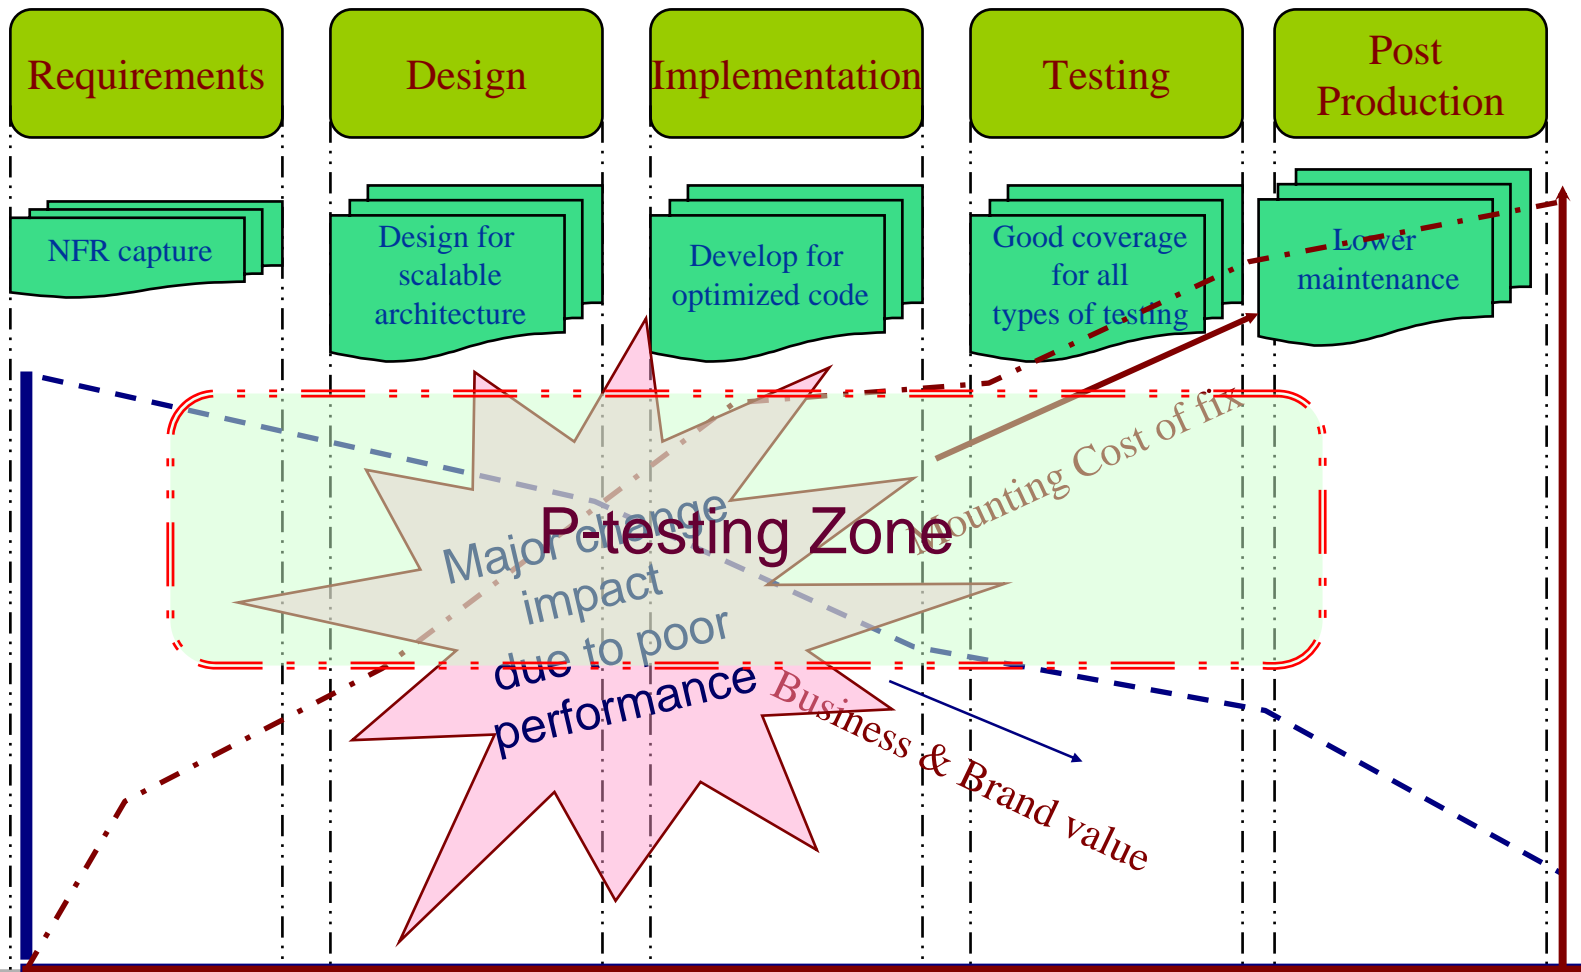 Requirements
Design
Implementation
Testing
Post
Production
NFR capture
Design for
scalable
architecture
Develop for
optimized code
Good coverage
for all
types of testing
Lower
maintenance
Mounting Cost of fix
P-testing Zone
Major change
impact
due to poor
performance
Business & Brand value